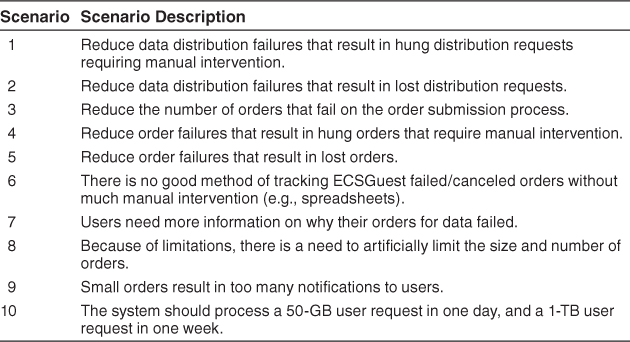 Scenario Scenario Description
1 Reduce data distribution failures that result in hung distribution requests
requiring manual intervention.
2 Reduce data distribution failures that result in lost distribution requests.
3 Reduce the number of orders that fail on the order submission process.
4 Reduce order failures that result in hung orders that require manual intervention.
5 Reduce order failures that result in lost orders.
6 There is no good method of tracking ECSGuest failed/canceled orders without
much manual intervention (e.g., spreadsheets).
7 Users need more information on why their orders for data failed.
8 Because of limitations, there is a need to artificially limit the size and number of
orders.
9 Small orders result in too many notifications to users.
10 The system should process a 50-GB user request in one day, and a 1-TB user
request in one week.